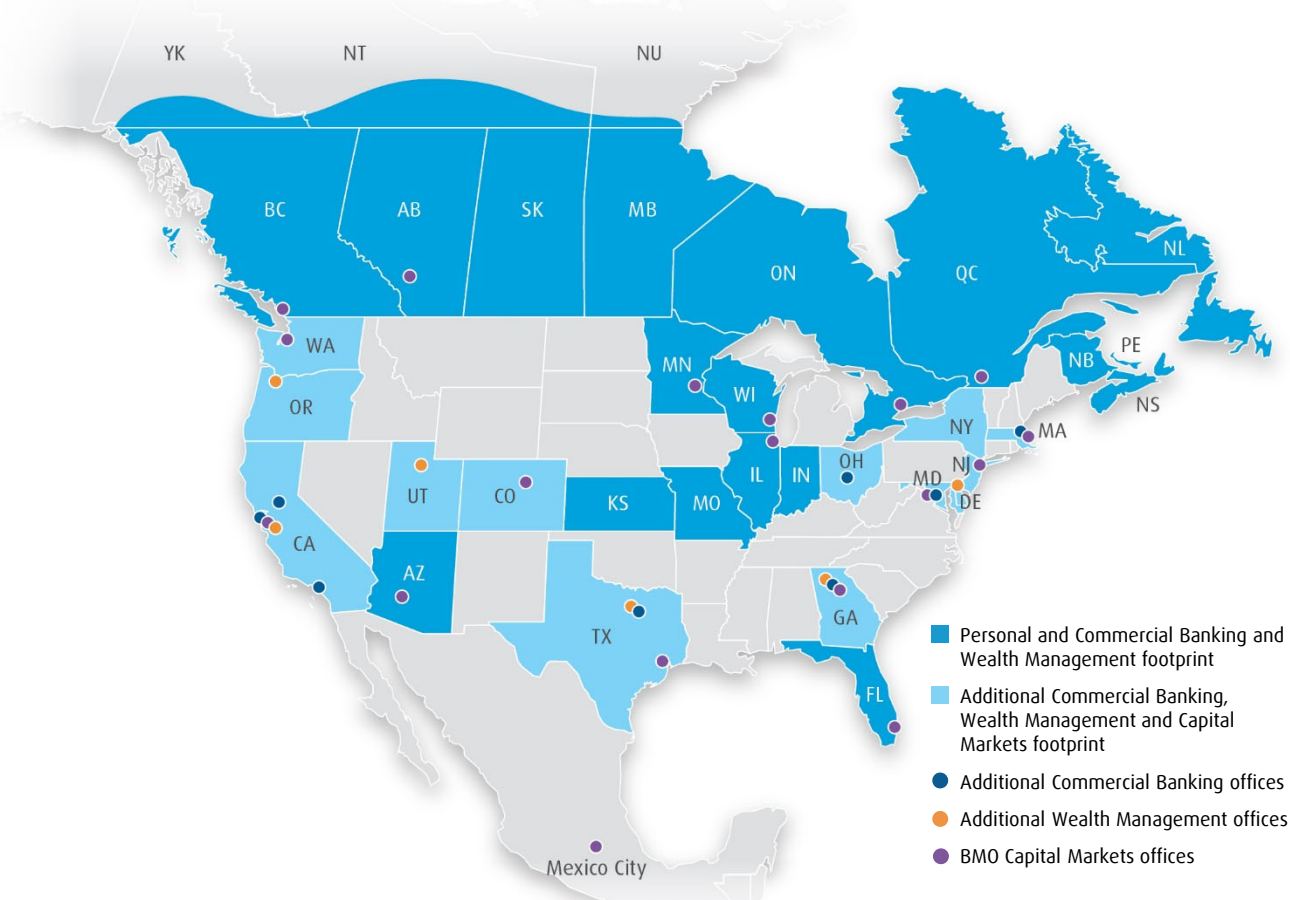 YK
NT
NU
BC
AB
SK
MB
ON
QC
NL
PE
NB
NS
WA
OR
MN
WI
NY
MA
UT
CO
KS
MO
IL
IN
OH
NJ
MD
DE
CA
AZ
TX
GA
FL
Mexico City
Personal and Commercial Banking and
Wealth Management footprint
Additional Commercial Banking,
Wealth Management and Capital
Markets footprint
Additional Commercial Banking offices
Additional Wealth Management offices
BMO Capital Markets offices